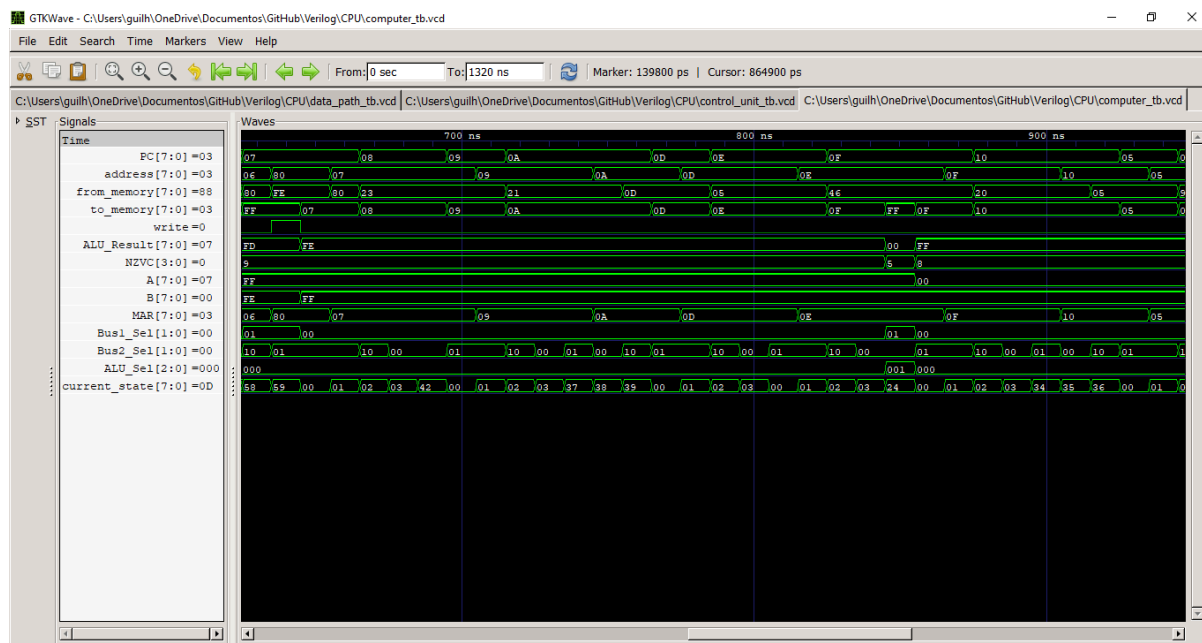 GTKWave - C:\Users\guilh\OneDrive\Documentos\GitHub\Verilog\CPU\computer_tb.vcd
File Edit Search Time Markers View Help
From: 0 sec To: 1320 ns Marker: 139800 ps | Cursor: 864900 ps
C:\Users\guilh\OneDrive\Documentos\GitHub\Verilog\CPU\data_path_tb.vcd C:\Users\guilh\OneDrive\Documentos\GitHub\Verilog\CPU\control_unit_tb.vcd C:\Users\guilh\OneDrive\Documentos\GitHub\Verilog\CPU\computer_tb.vcd
SST Signals Waves
Time 700 ns 800 ns 900 ns
PC[7:0] =03 07 08 09 0A 0D 0E 0F 10 05
address[7:0] =03 06 80 07 09 0A 0D 0E 0F 10 05
from_memory[7:0] =88 80 FE 80 23 21 0D 05 46 20 05
to_memory[7:0] =03 FF 07 08 09 0A 0D 0E 0F FF 0F 10 05
write =0
ALU_Result[7:0] =07 FD FE 00 FF
NZVC[3:0] =0 9 5 8
A[7:0] =07 FF 00
B[7:0] =00 FE FF
MAR[7:0] =03 06 80 07 09 0A 0D 0E 0F 10 05
Bus1_Sel[1:0] =00 01 00 01 00
Bus2_Sel[1:0] =00 10 01 10 00 01 10 00 01 00 10 01 10 00 01 10 00 01 10 00 01 00 10 01
ALU_Sel[2:0] =000 000 001 000
current_state[7:0] =0D 58 59 00 01 02 03 42 00 01 02 03 37 38 39 00 01 02 03 00 01 02 03 24 00 01 02 03 34 35 36 00 01